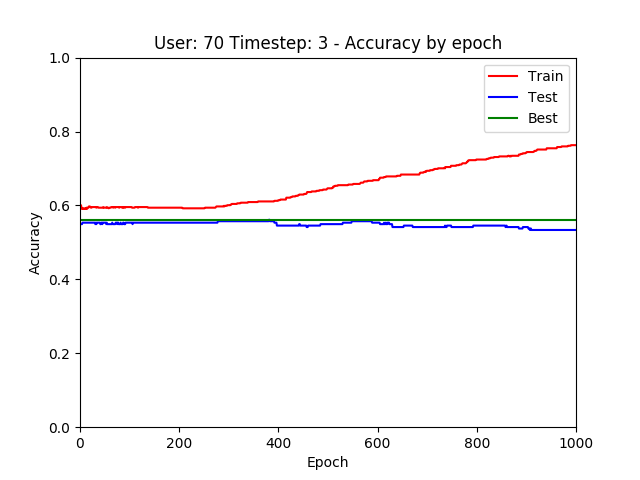 User: 70 Timestep: 3 - Accuracy by epoch
1.0
0.8
0.6
0.4
0.2
0.0
Accuracy
Train
Test
Best
0 200 400 600 800 1000
Epoch